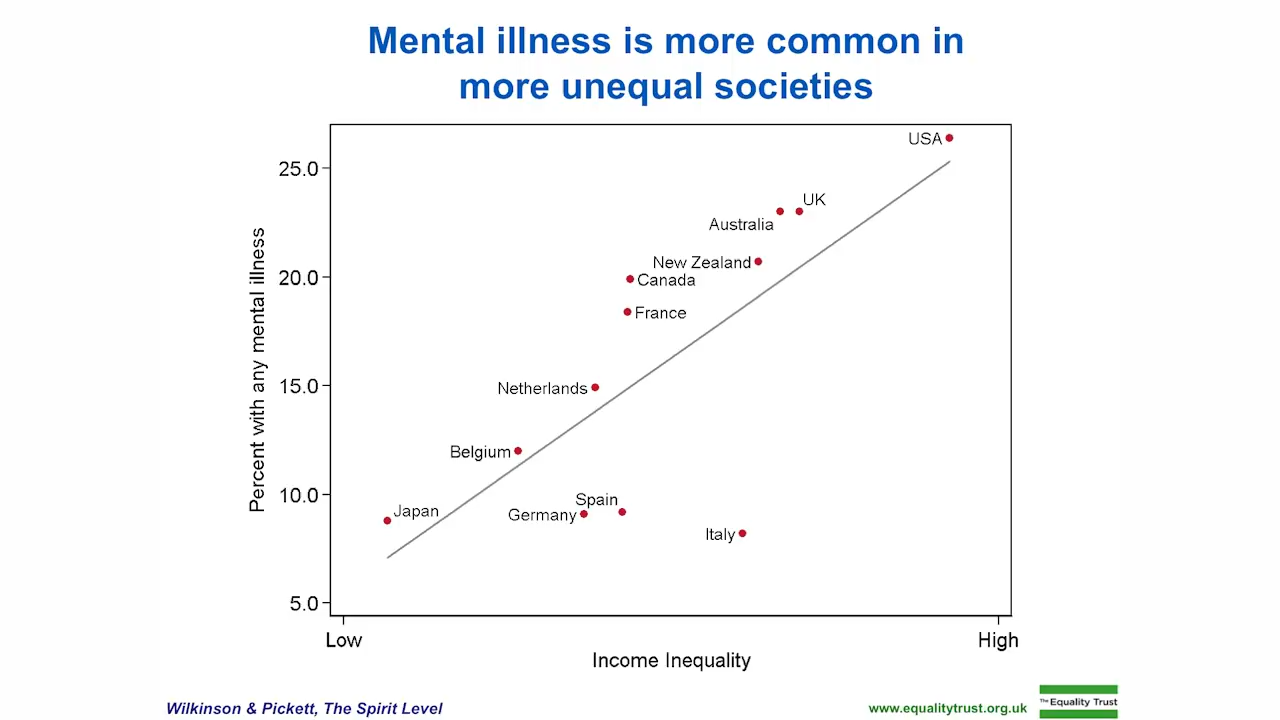 Mental illness is more common in
more unequal societies
USA
25.0
UK
Australia
New Zealand
20.0
Canada
France
Percent with any mental illness
15.0
Netherlands
Belgium
10.0
Japan
Spain
Germany
Italy
5.0
Low
High
Income Inequality
Wilkinson & Pickett, The Spirit Level
www.equalitytrust.org.uk
The Equality Trust